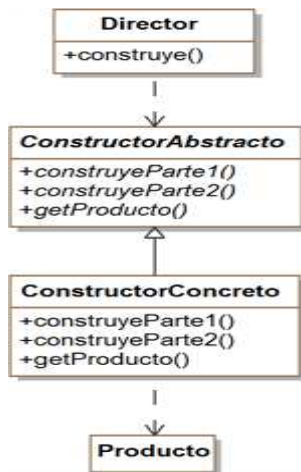 Director
+construye()
ConstructorAbstracto
+construyeParte1()
+construyeParte2()
+getProducto()
ConstructorConcreto
+construyeParte1()
+construyeParte2()
+getProducto()
Producto